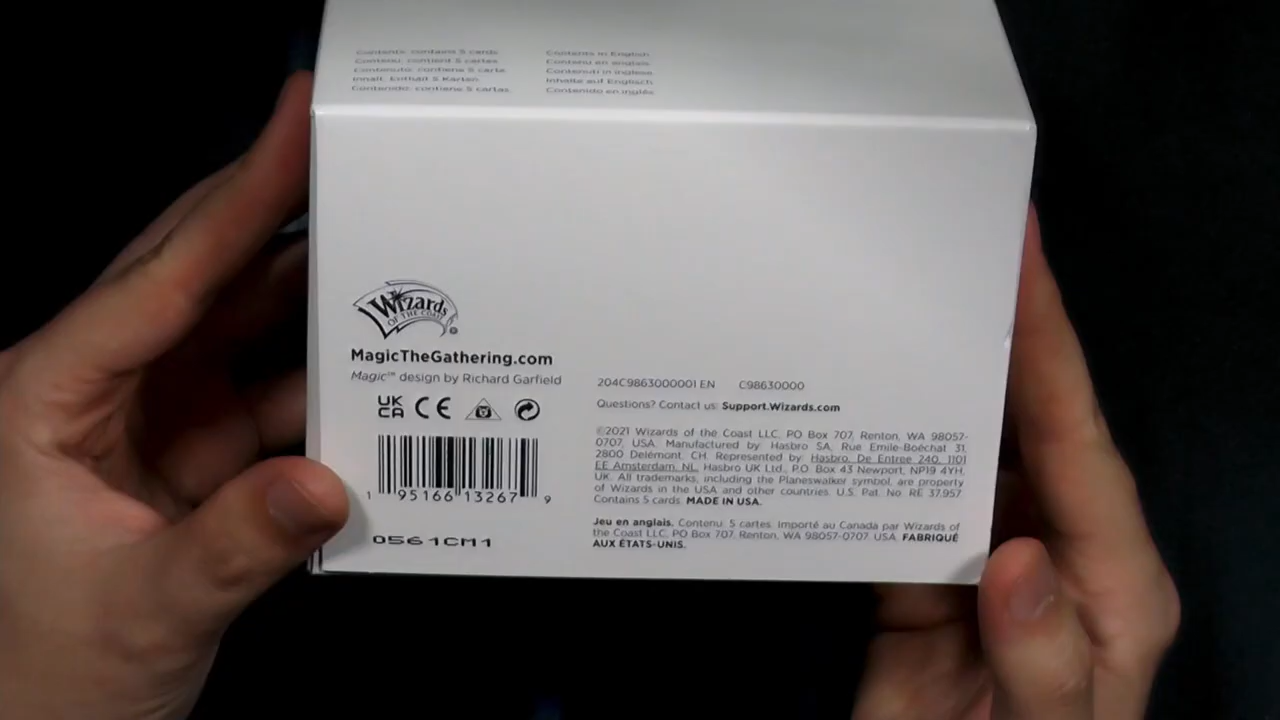 Contents: contains 5 cards
Contenu: contient 5 cartes
Contenuto: contiene 5 carte
Inhalt: Enthält 5 Karten
Contenido: contiene 5 cartas
Contents in English
Contenu en anglais
Contenuti in inglese
Inhalte auf Englisch
Contenido en inglés
Wizards
OF THE COAST
®
MagicTheGathering.com
Magic™ design by Richard Garfield
UK
CA CE
1 95166 13267 9
0561CM1
204C9863000001 EN C98630000
Questions? Contact us: Support.Wizards.com
©2021 Wizards of the Coast LLC, PO Box 707, Renton, WA 98057-
0707, USA. Manufactured by Hasbro SA, Rue Emile-Boéchat 31,
2800 Delémont, CH. Represented by Hasbro, De Entree 240, 1101
EE Amsterdam, NL. Hasbro UK Ltd., P.O. Box 43 Newport, NP19 4YH,
UK. All trademarks, including the Planeswalker symbol, are property
of Wizards in the USA and other countries. U.S. Pat. No. RE 37,957.
Contains 5 cards. MADE IN USA.
Jeu en anglais. Contenu: 5 cartes. Importé au Canada par Wizards of
the Coast LLC, PO Box 707, Renton, WA 98057-0707, USA. FABRIQUÉ
AUX ÉTATS-UNIS.